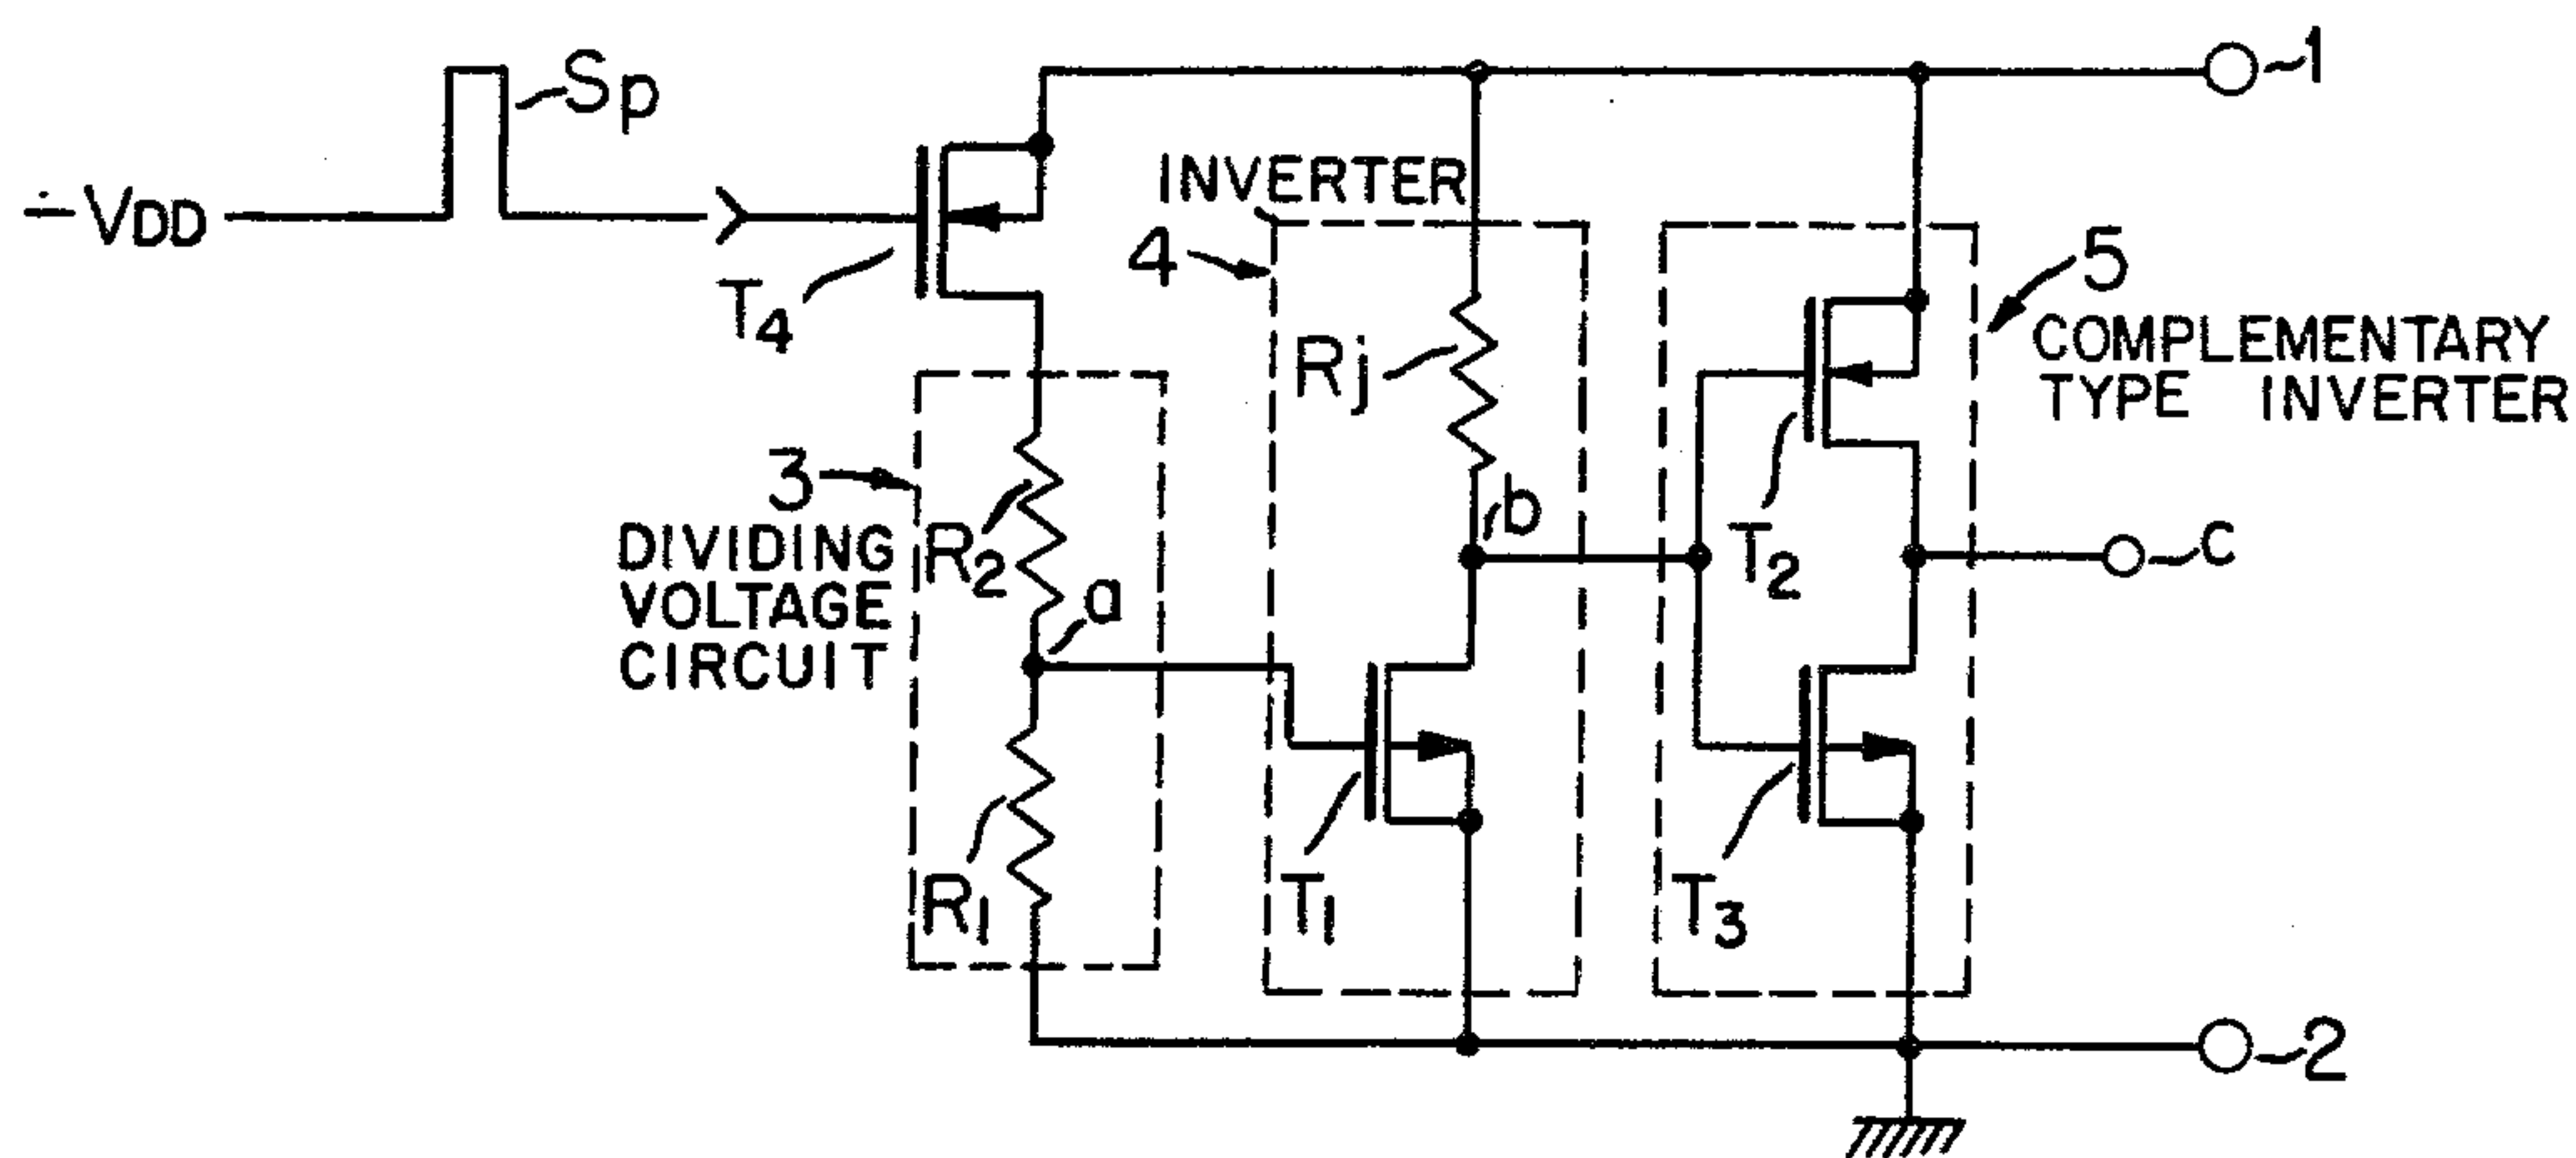 Sp
-VDD
1
INVERTER
4
T4
Rj
5
COMPLEMENTARY
TYPE INVERTER
3
DIVIDING
VOLTAGE
CIRCUIT
R2
a
b
T2
c
R1
T1
T3
2